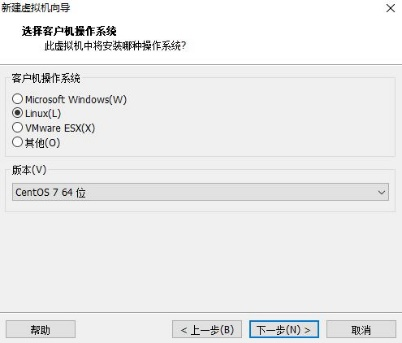 新建虚拟机向导
选择客户机操作系统
此虚拟机中将安装哪种操作系统?
客户机操作系统
Microsoft Windows(W)
Linux(L)
VMware ESX(X)
其他(O)
版本(V)
CentOS 7 64 位
帮助
< 上一步(B)
下一步(N) >
取消